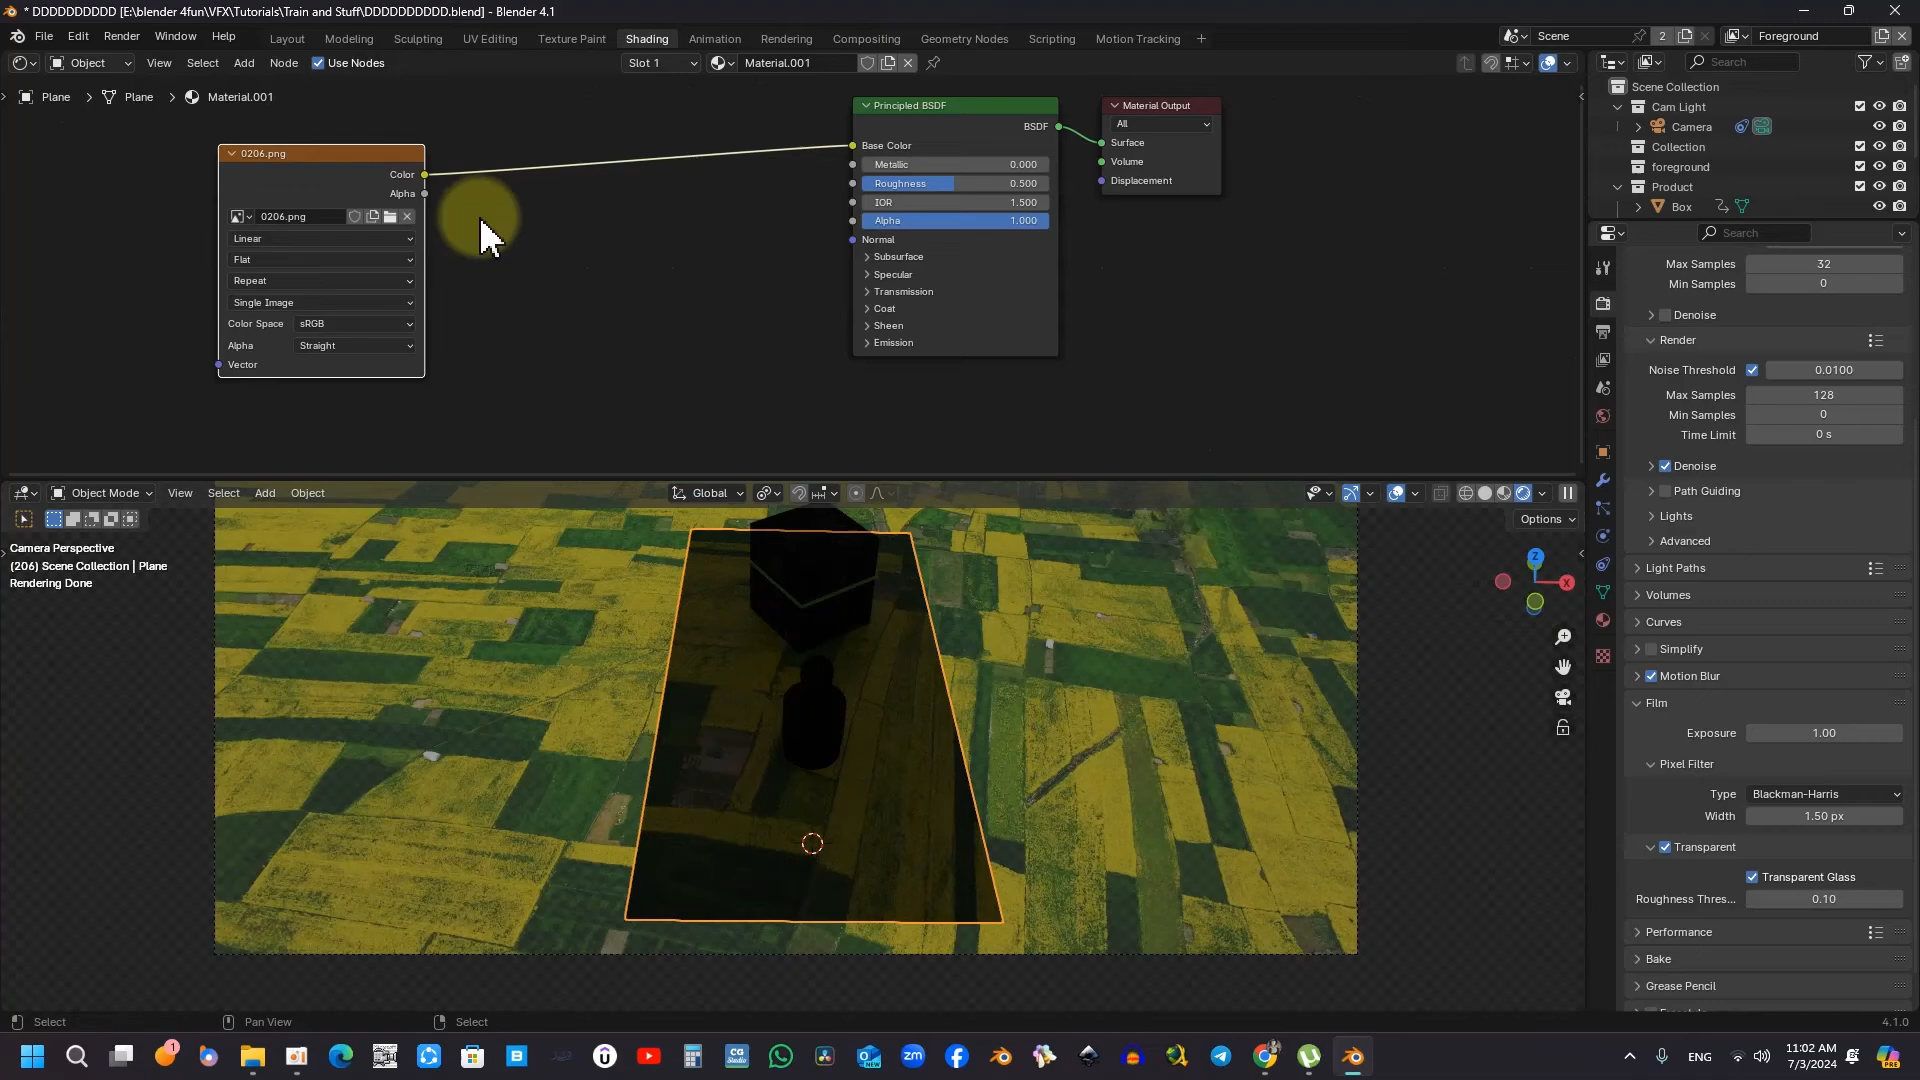 * DDDDDDDDDD [E:\blender 4fun\VFX\Tutorials\Train and Stuff\DDDDDDDDDD.blend] - Blender 4.1
File Edit Render Window Help Layout Modeling Sculpting UV Editing Texture Paint Shading Animation Rendering Compositing Geometry Nodes Scripting Motion Tracking + Scene 2 Foreground
Object View Select Add Node Use Nodes Slot 1 Material.001 Search
Plane Plane Material.001
Scene Collection
Cam Light
Camera
Collection
foreground
Product
Box
0206.png
Color
Alpha
0206.png
Linear
Flat
Repeat
Single Image
Color Space sRGB
Alpha Straight
Vector
Principled BSDF
BSDF
Base Color
Metallic 0.000
Roughness 0.500
IOR 1.500
Alpha 1.000
Normal
Subsurface
Specular
Transmission
Coat
Sheen
Emission
Material Output
All
Surface
Volume
Displacement
Search
Max Samples 32
Min Samples 0
Denoise
Render
Noise Threshold 0.0100
Max Samples 128
Min Samples 0
Time Limit 0 s
Denoise
Path Guiding
Lights
Advanced
Light Paths
Volumes
Curves
Simplify
Motion Blur
Film
Exposure 1.00
Pixel Filter
Type Blackman-Harris
Width 1.50 px
Transparent
Transparent Glass
Roughness Thres... 0.10
Performance
Bake
Grease Pencil
Object Mode View Select Add Object Global
Options
Camera Perspective
(206) Scene Collection | Plane
Rendering Done
Z
X
Select Pan View Select 4.1.0
1 CG Studio zm ENG 11:02 AM
7/3/2024
PRE